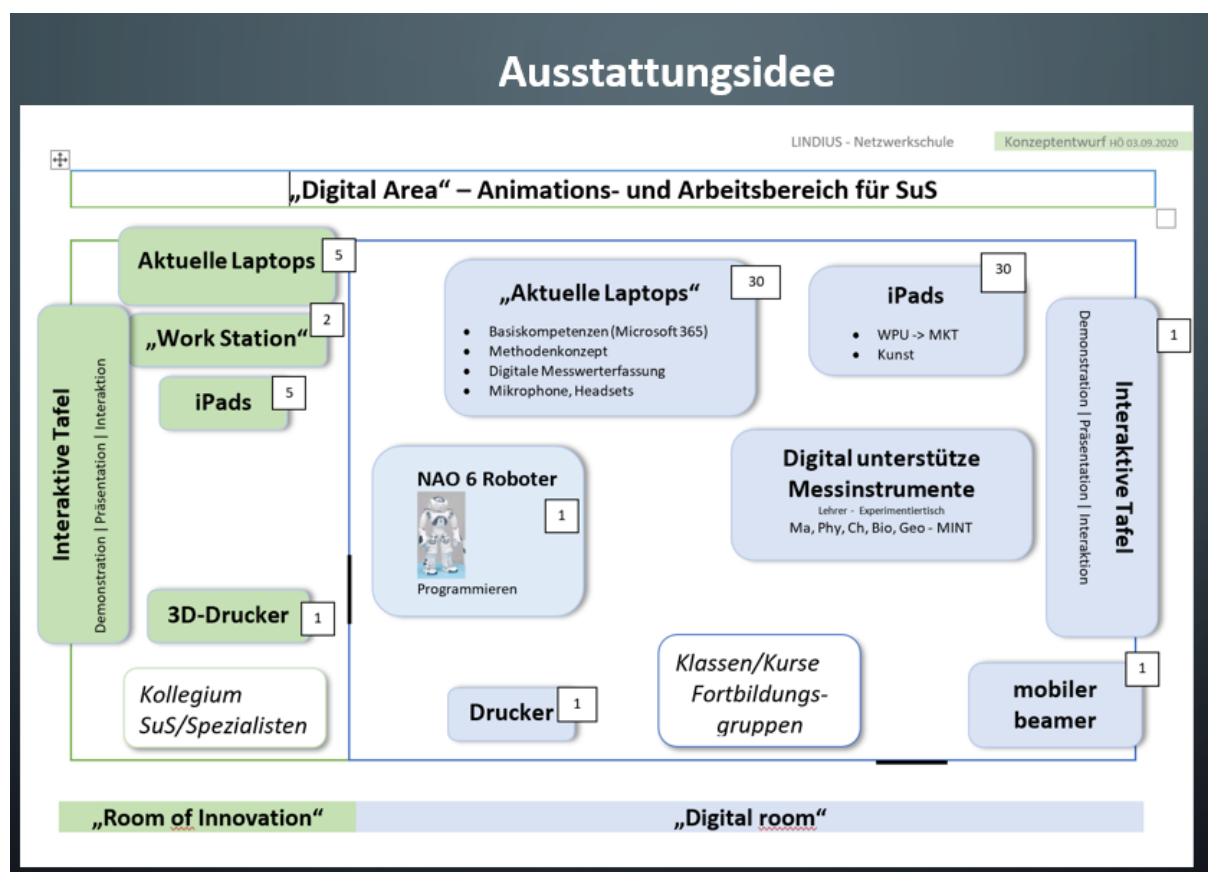 Ausstattungsidee
LINDIUS - Netzwerkschule
Konzeptentwurf HÖ 03.09.2020
„Digital Area“ – Animations- und Arbeitsbereich für SuS
Aktuelle Laptops
5
„Work Station“
2
iPads
5
Interaktive Tafel
Demonstration | Präsentation | Interaktion
3D-Drucker
1
Kollegium
SuS/Spezialisten
„Aktuelle Laptops“
30
• Basiskompetenzen (Microsoft 365)
• Methodenkonzept
• Digitale Messwerterfassung
• Mikrophone, Headsets
iPads
30
• WPU -> MKT
• Kunst
Interaktive Tafel
Demonstration | Präsentation | Interaktion
1
NAO 6 Roboter
1
Programmieren
Digital unterstütze
Messinstrumente
Lehrer - Experimentiertisch
Ma, Phy, Ch, Bio, Geo - MINT
Drucker
1
Klassen/Kurse
Fortbildungs-
gruppen
mobiler
beamer
1
„Room of Innovation“
„Digital room“